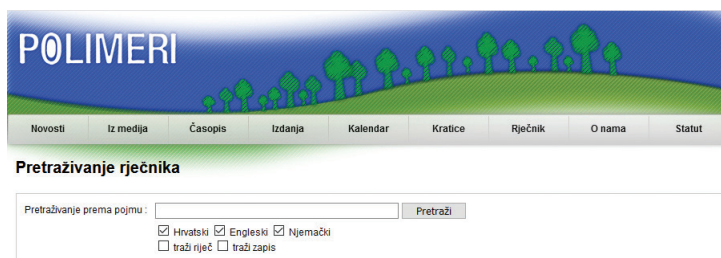 POLIMERI
Novosti Iz medija Časopis Izdanja Kalendar Kratice Rječnik O nama Statut
Pretraživanje rječnika
Pretraživanje prema pojmu : Pretraži
Hrvatski Engleski Njemački
traži riječ traži zapis